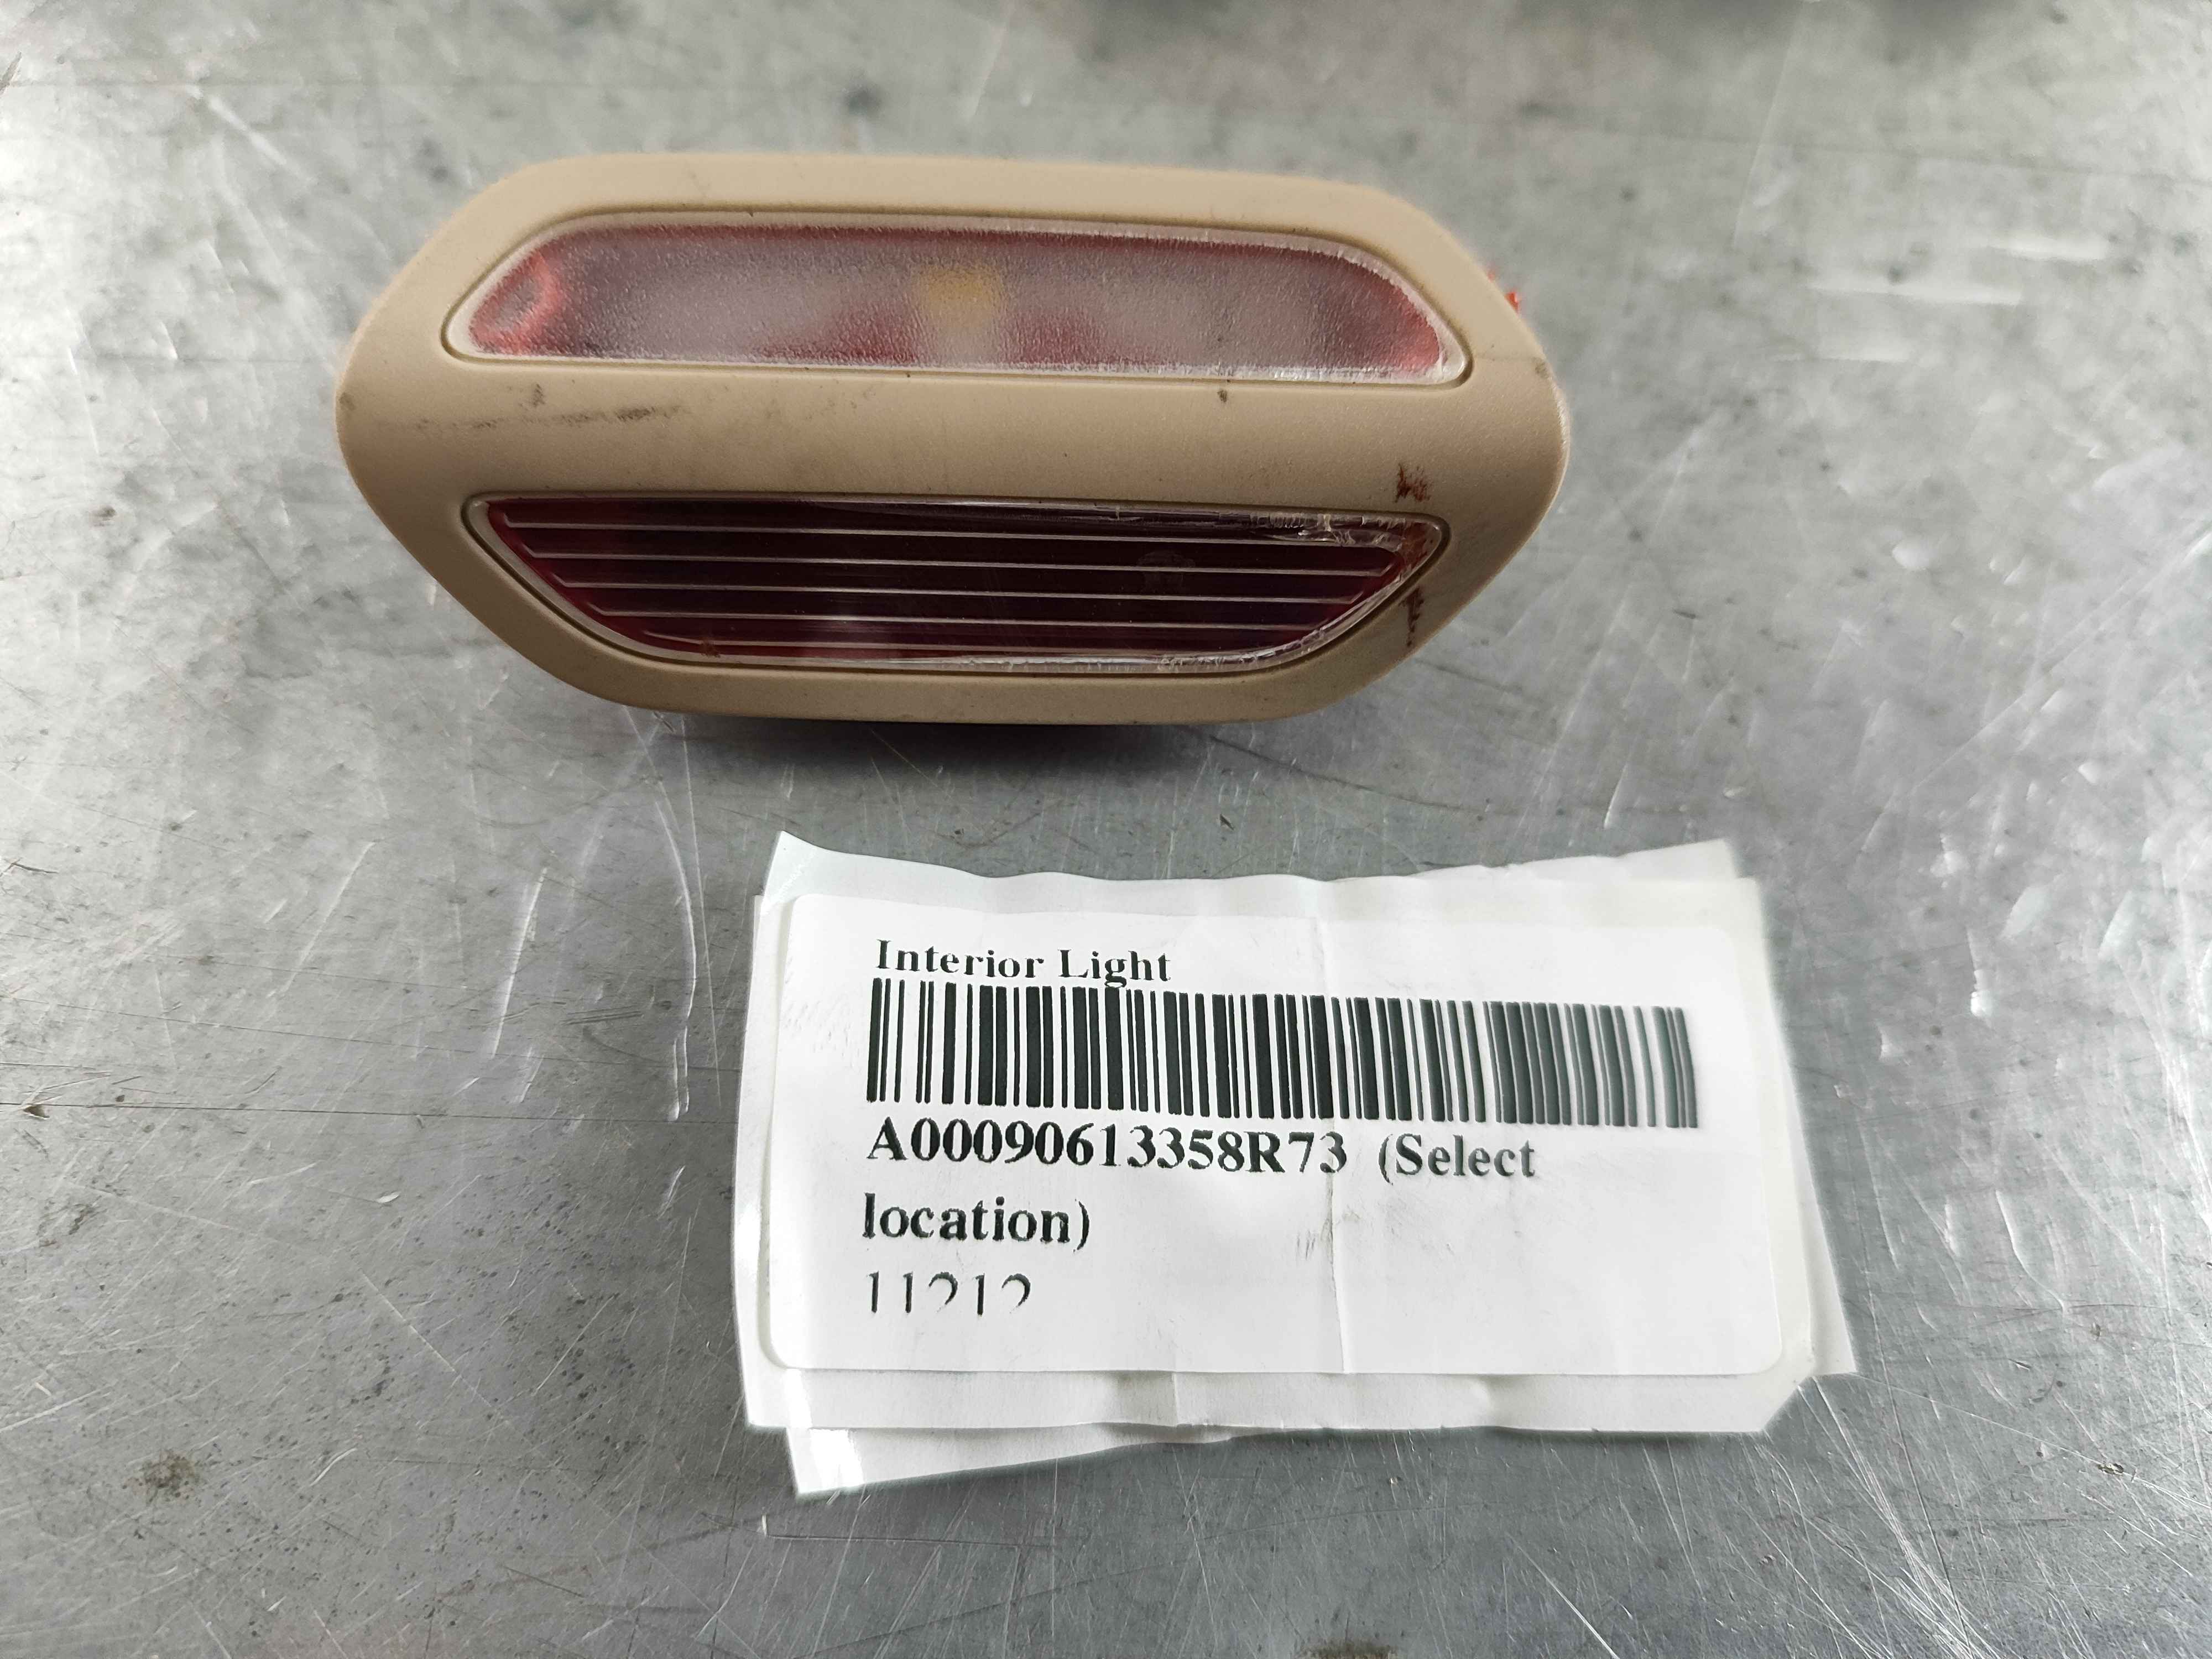 Interior Light
A00090613358R73 (Select
location)